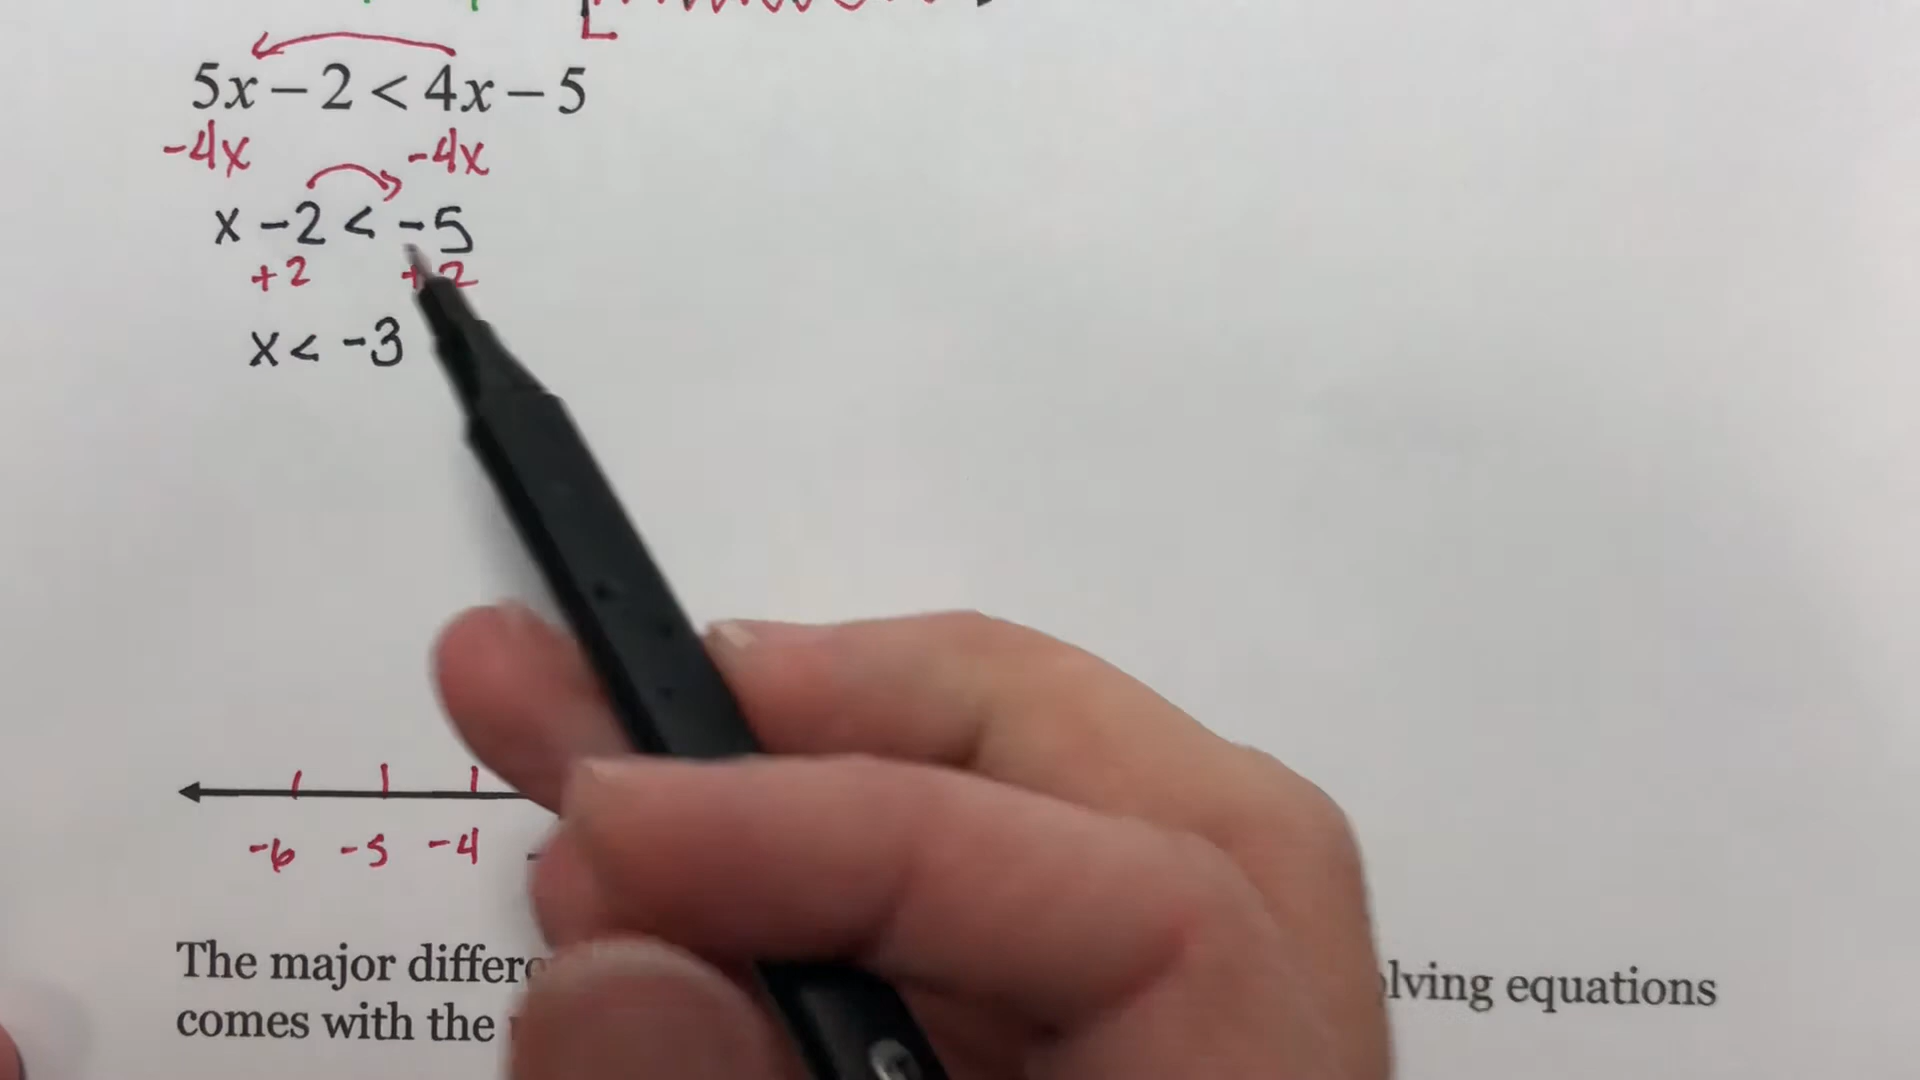 5x − 2 < 4x − 5
-4x -4x
x - 2 < -5
+2 +2
x < -3
-6 -5 -4
The major lving equations
comes with the